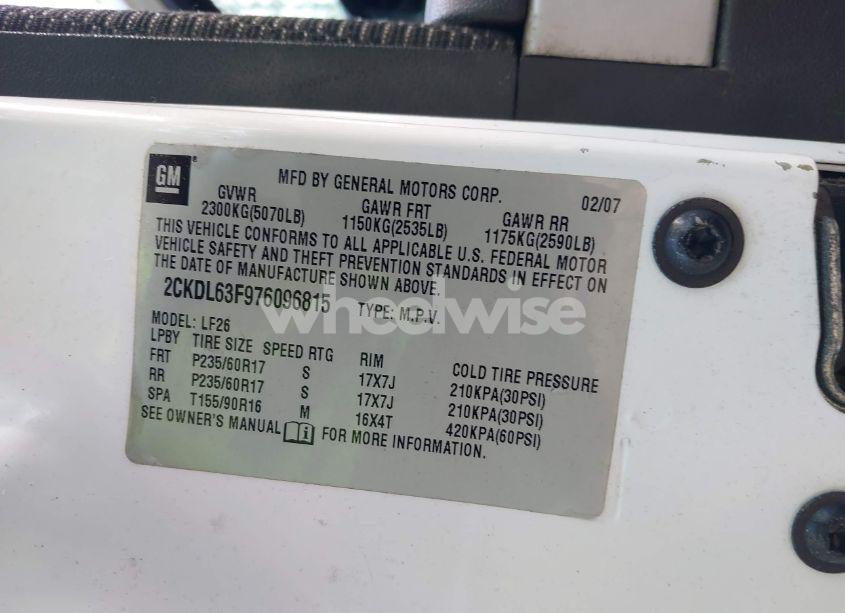 GM
MFD BY GENERAL MOTORS CORP. 02/07
GVWR GAWR FRT GAWR RR
2300KG(5070LB) 1150KG(2535LB) 1175KG(2590LB)
THIS VEHICLE CONFORMS TO ALL APPLICABLE U.S. FEDERAL MOTOR
VEHICLE SAFETY AND THEFT PREVENTION STANDARDS IN EFFECT ON
THE DATE OF MANUFACTURE SHOWN ABOVE.
2CKDL63F976096815 TYPE: M.P.V.
wheelwise
MODEL: LF26
LPBY TIRE SIZE SPEED RTG RIM COLD TIRE PRESSURE
FRT P235/60R17 S 17X7J 210KPA(30PSI)
RR P235/60R17 S 17X7J 210KPA(30PSI)
SPA T155/90R16 M 16X4T 420KPA(60PSI)
SEE OWNER'S MANUAL i FOR MORE INFORMATION.